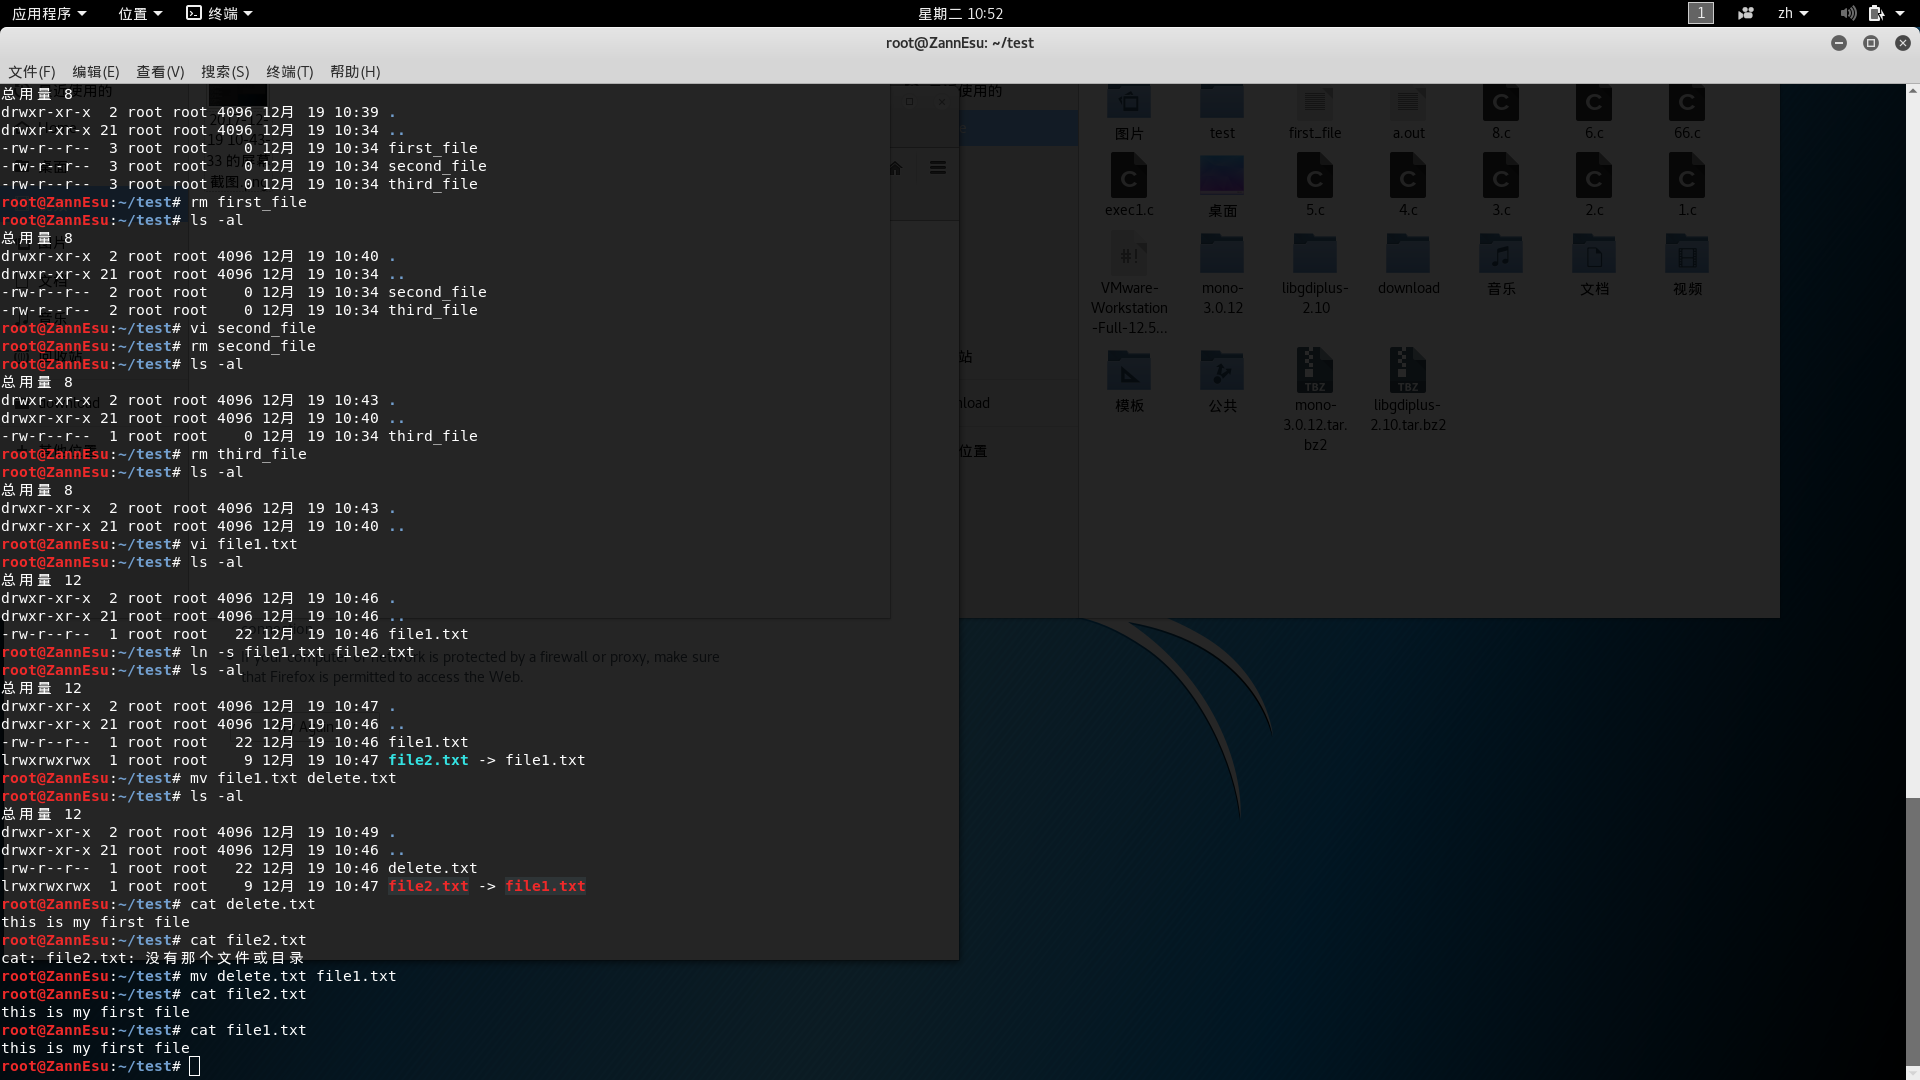 应用程序 位置 终端 星期二 10:52 1 zh
root@ZannEsu: ~/test
文件(F) 编辑(E) 查看(V) 搜索(S) 终端(T) 帮助(H)
总用量 8
drwxr-xr-x  2 root root 4096 12月  19 10:39 .
drwxr-xr-x 21 root root 4096 12月  19 10:34 ..
-rw-r--r--  3 root root    0 12月  19 10:34 first_file
-rw-r--r--  3 root root    0 12月  19 10:34 second_file
-rw-r--r--  3 root root    0 12月  19 10:34 third_file
root@ZannEsu:~/test# rm first_file
root@ZannEsu:~/test# ls -al
总用量 8
drwxr-xr-x  2 root root 4096 12月  19 10:40 .
drwxr-xr-x 21 root root 4096 12月  19 10:34 ..
-rw-r--r--  2 root root    0 12月  19 10:34 second_file
-rw-r--r--  2 root root    0 12月  19 10:34 third_file
root@ZannEsu:~/test# vi second_file
root@ZannEsu:~/test# rm second_file
root@ZannEsu:~/test# ls -al
总用量 8
drwxr-xr-x  2 root root 4096 12月  19 10:43 .
drwxr-xr-x 21 root root 4096 12月  19 10:40 ..
-rw-r--r--  1 root root    0 12月  19 10:34 third_file
root@ZannEsu:~/test# rm third_file
root@ZannEsu:~/test# ls -al
总用量 8
drwxr-xr-x  2 root root 4096 12月  19 10:43 .
drwxr-xr-x 21 root root 4096 12月  19 10:40 ..
root@ZannEsu:~/test# vi file1.txt
root@ZannEsu:~/test# ls -al
总用量 12
drwxr-xr-x  2 root root 4096 12月  19 10:46 .
drwxr-xr-x 21 root root 4096 12月  19 10:46 ..
-rw-r--r--  1 root root   22 12月  19 10:46 file1.txt
root@ZannEsu:~/test# ln -s file1.txt file2.txt
root@ZannEsu:~/test# ls -al
总用量 12
drwxr-xr-x  2 root root 4096 12月  19 10:47 .
drwxr-xr-x 21 root root 4096 12月  19 10:46 ..
-rw-r--r--  1 root root   22 12月  19 10:46 file1.txt
lrwxrwxrwx  1 root root    9 12月  19 10:47 file2.txt -> file1.txt
root@ZannEsu:~/test# mv file1.txt delete.txt
root@ZannEsu:~/test# ls -al
总用量 12
drwxr-xr-x  2 root root 4096 12月  19 10:49 .
drwxr-xr-x 21 root root 4096 12月  19 10:46 ..
-rw-r--r--  1 root root   22 12月  19 10:46 delete.txt
lrwxrwxrwx  1 root root    9 12月  19 10:47 file2.txt -> file1.txt
root@ZannEsu:~/test# cat delete.txt
this is my first file
root@ZannEsu:~/test# cat file2.txt
cat: file2.txt: 没有那个文件或目录
root@ZannEsu:~/test# mv delete.txt file1.txt
root@ZannEsu:~/test# cat file2.txt
this is my first file
root@ZannEsu:~/test# cat file1.txt
this is my first file
root@ZannEsu:~/test#
your computer or network is protected by a firewall or proxy, make sure
that Firefox is permitted to access the Web.
使用的
站
load
位置
图片 test first_file a.out 8.c 6.c 66.c
exec1.c 桌面 5.c 4.c 3.c 2.c 1.c
#!
VMware-
Workstation
-Full-12.5...
mono-
3.0.12
libgdiplus-
2.10
download 音乐 文档 视频
模板 公共
TBZ
mono-
3.0.12.tar.
bz2
TBZ
libgdiplus-
2.10.tar.bz2